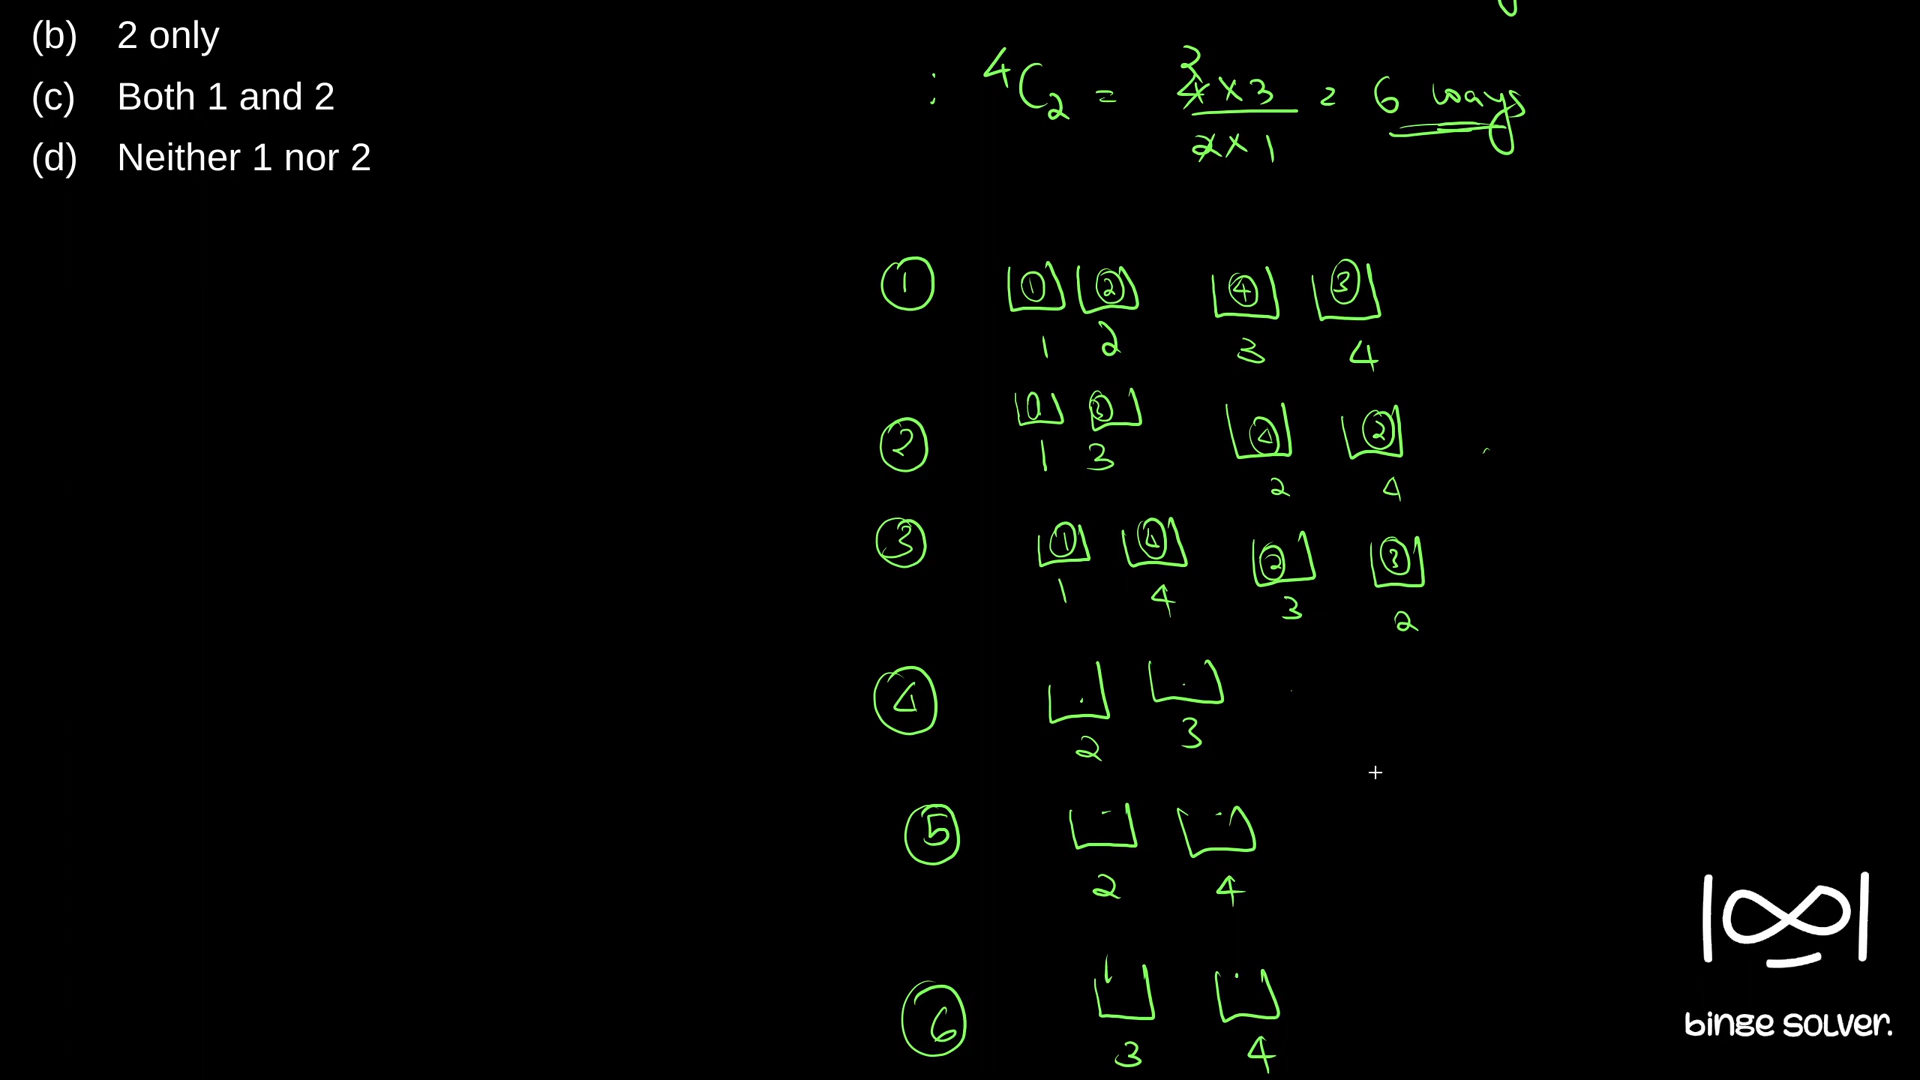 (b) 2 only
(c) Both 1 and 2
(d) Neither 1 nor 2
: ⁴C₂ = 4 x 3 / 2 x 1 = 6 ways
2
① ① ② ④ ③
1 2 3 4
② 1 3 4 2
1 3 2 4
③ ① ④ ② ③
1 4 3 2
④
2 3
⑤
2 4
⑥
3 4
binge solver.